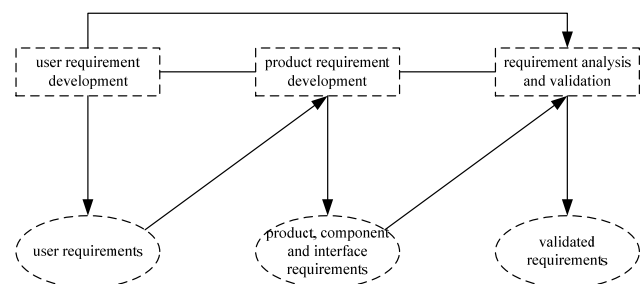 user requirement
development
product requirement
development
requirement analysis
and validation
user requirements
product, component
and interface
requirements
validated
requirements